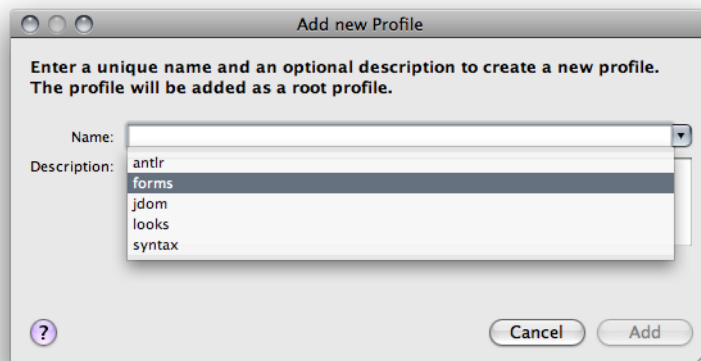 Add new Profile
Enter a unique name and an optional description to create a new profile.
The profile will be added as a root profile.
Name:
Description:
antlr
forms
jdom
looks
syntax
?
Cancel
Add